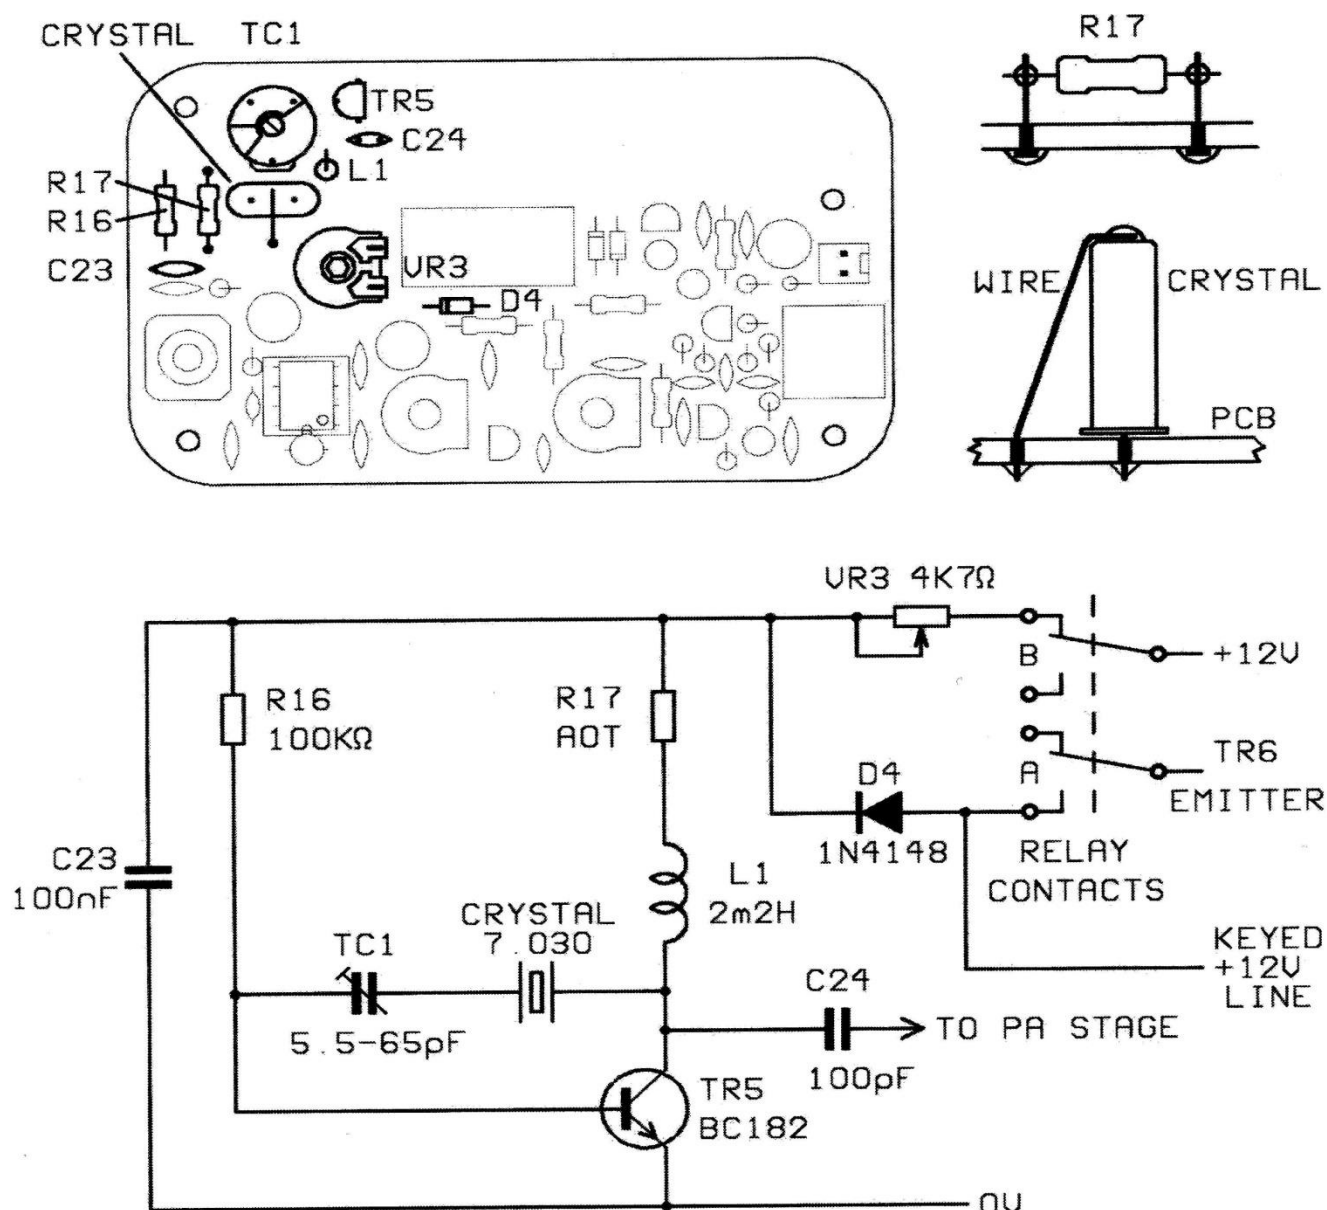 CRYSTAL TC1
TR5
C24
L1
R17
R16
C23
VR3
D4
R17
WIRE
CRYSTAL
PCB
VR3 4K7Ω
B
+12V
R16
100KΩ
R17
AOT
A
TR6
EMITTER
D4
1N4148
RELAY
CONTACTS
C23
100nF
L1
2m2H
CRYSTAL
7.030
TC1
5.5-65pF
KEYED
+12V
LINE
C24
100pF
TO PA STAGE
TR5
BC182
0V